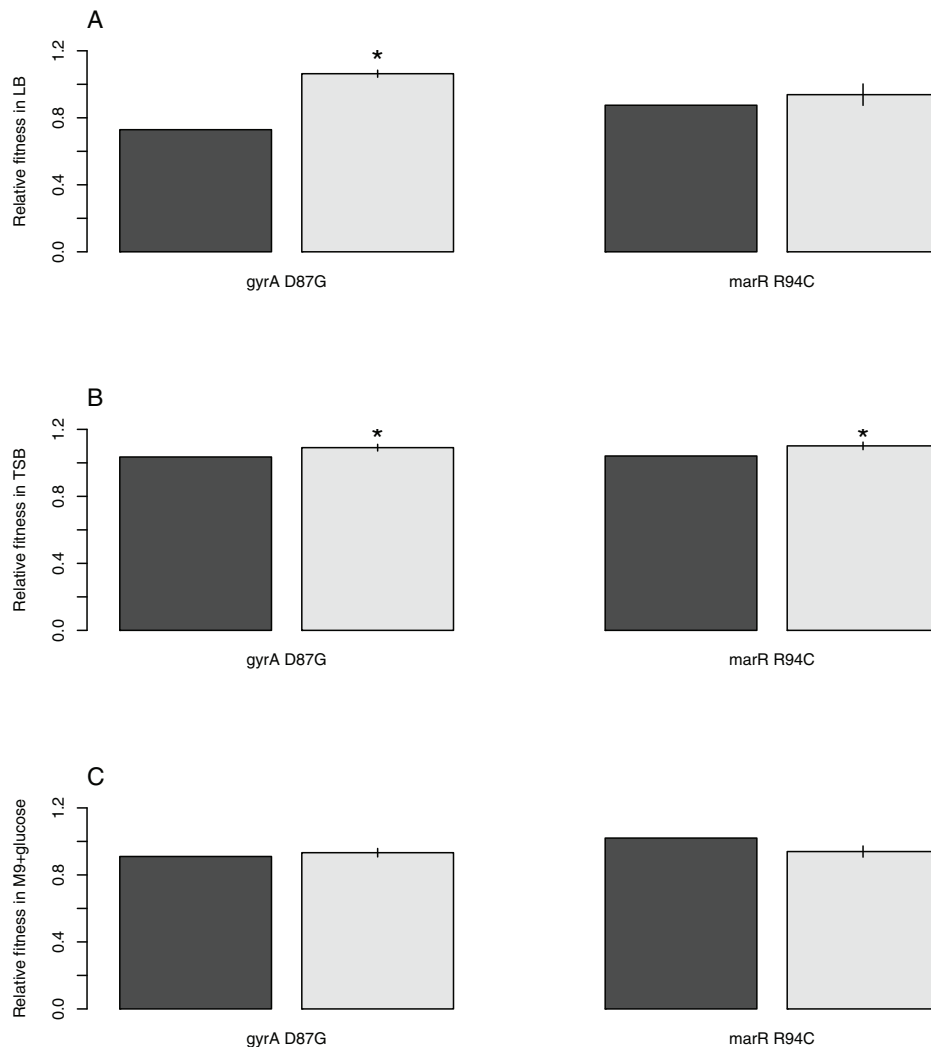 A
Relative fitness in LB
1.2
0.8
0.4
0.0
*
gyrA D87G
marR R94C
B
Relative fitness in TSB
1.2
0.8
0.4
0.0
*
*
gyrA D87G
marR R94C
C
Relative fitness in M9+glucose
1.2
0.8
0.4
0.0
gyrA D87G
marR R94C